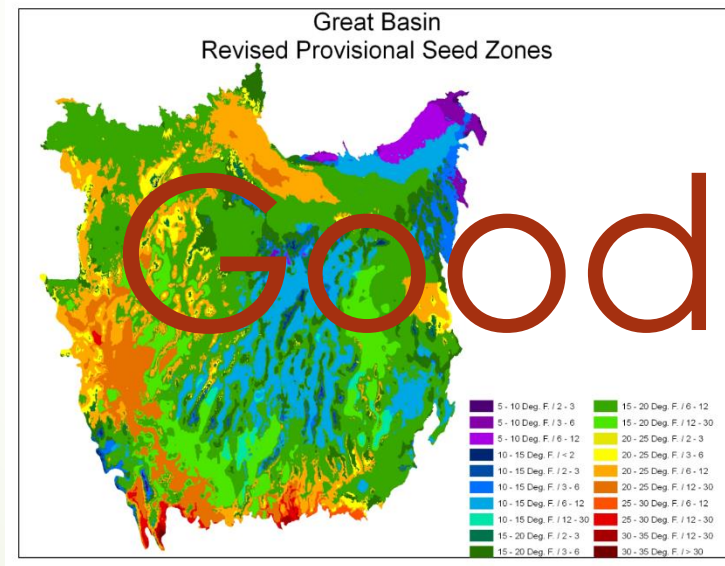 Great Basin
Revised Provisional Seed Zones
Good
5 - 10 Deg. F. / 2 - 3
5 - 10 Deg. F. / 3 - 6
5 - 10 Deg. F. / 6 - 12
10 - 15 Deg. F. / < 2
10 - 15 Deg. F. / 2 - 3
10 - 15 Deg. F. / 3 - 6
10 - 15 Deg. F. / 6 - 12
10 - 15 Deg. F. / 12 - 30
15 - 20 Deg. F. / 2 - 3
15 - 20 Deg. F. / 3 - 6
15 - 20 Deg. F. / 6 - 12
15 - 20 Deg. F. / 12 - 30
20 - 25 Deg. F. / 2 - 3
20 - 25 Deg. F. / 3 - 6
20 - 25 Deg. F. / 6 - 12
20 - 25 Deg. F. / 12 - 30
25 - 30 Deg. F. / 6 - 12
25 - 30 Deg. F. / 12 - 30
30 - 35 Deg. F. / 12 - 30
30 - 35 Deg. F. / > 30